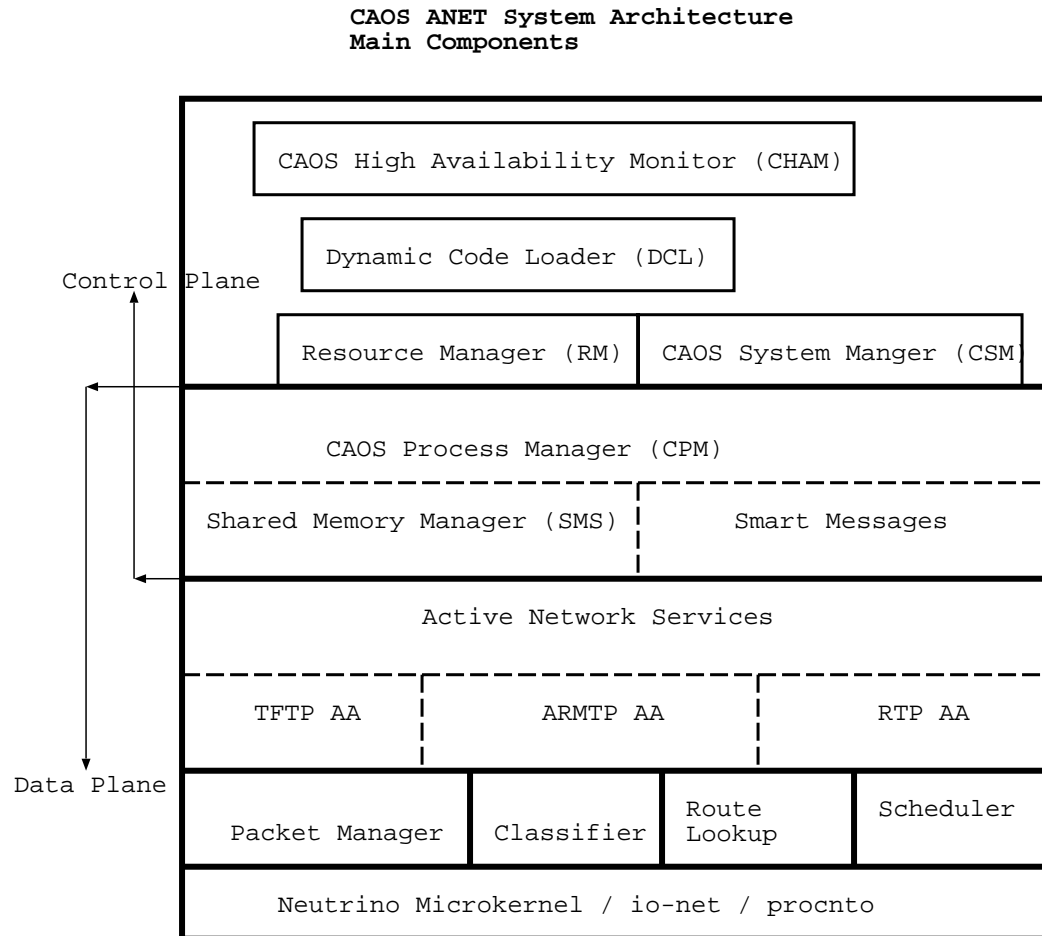 CAOS ANET System Architecture
Main Components
CAOS High Availability Monitor (CHAM)
Dynamic Code Loader (DCL)
Control Plane
Resource Manager (RM)
CAOS System Manger (CSM)
CAOS Process Manager (CPM)
Shared Memory Manager (SMS)
Smart Messages
Active Network Services
TFTP AA
ARMTP AA
RTP AA
Data Plane
Packet Manager
Classifier
Route
Lookup
Scheduler
Neutrino Microkernel / io-net / procnto